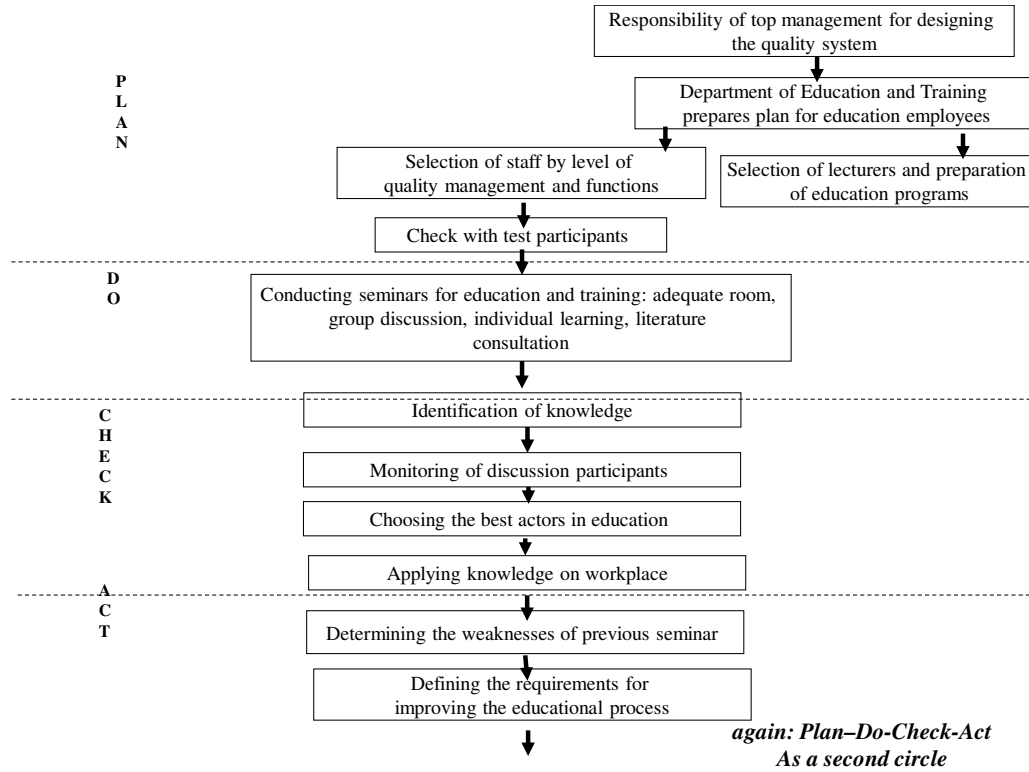 Responsibility of top management for designing
the quality system
P
L
A
N
Department of Education and Training
prepares plan for education employees
Selection of staff by level of
quality management and functions
Selection of lecturers and preparation
of education programs
Check with test participants
D
O
Conducting seminars for education and training: adequate room,
group discussion, individual learning, literature
consultation
C
H
E
C
K
Identification of knowledge
Monitoring of discussion participants
Choosing the best actors in education
Applying knowledge on workplace
A
C
T
Determining the weaknesses of previous seminar
Defining the requirements for
improving the educational process
again: Plan–Do-Check-Act
As a second circle